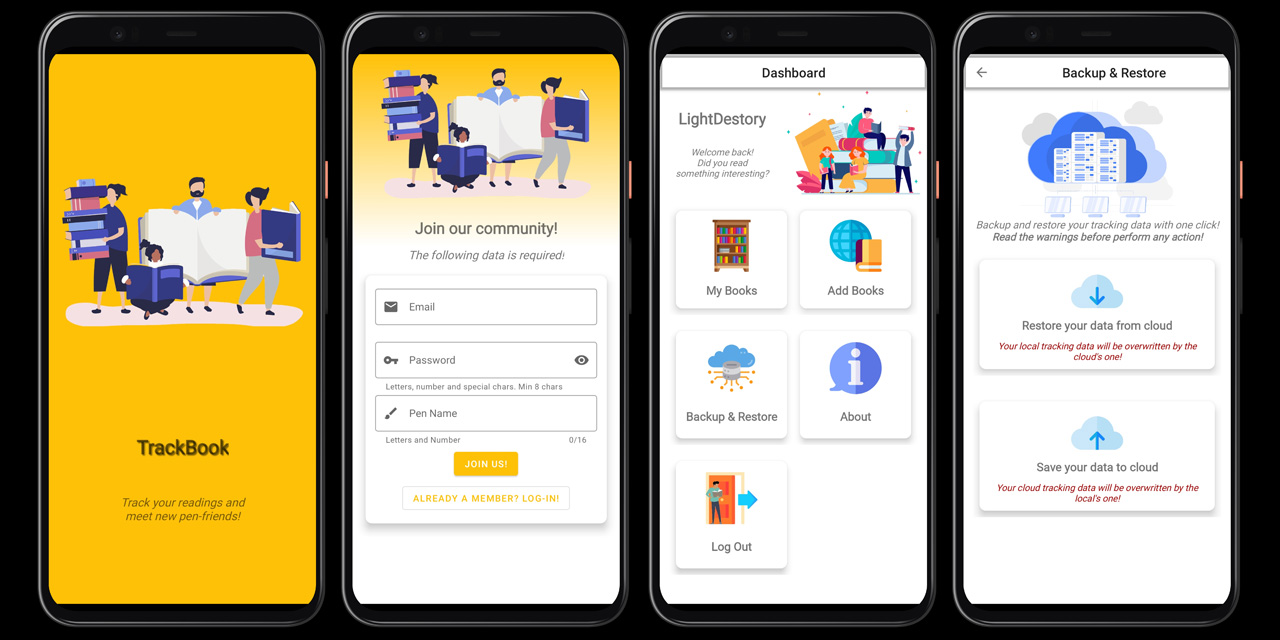 TrackBook
Track your readings and
meet new pen-friends!
Join our community!
The following data is required!
Email
Password
Letters, number and special chars. Min 8 chars
Pen Name
Letters and Number
0/16
JOIN US!
ALREADY A MEMBER? LOG-IN!
Dashboard
LightDestory
Welcome back!
Did you read
something interesting?
My Books
Add Books
Backup & Restore
About
Log Out
Backup & Restore
Backup and restore your tracking data with one click!
Read the warnings before perform any action!
Restore your data from cloud
Your local tracking data will be overwritten by the
cloud's one!
Save your data to cloud
Your cloud tracking data will be overwritten by the
local's one!